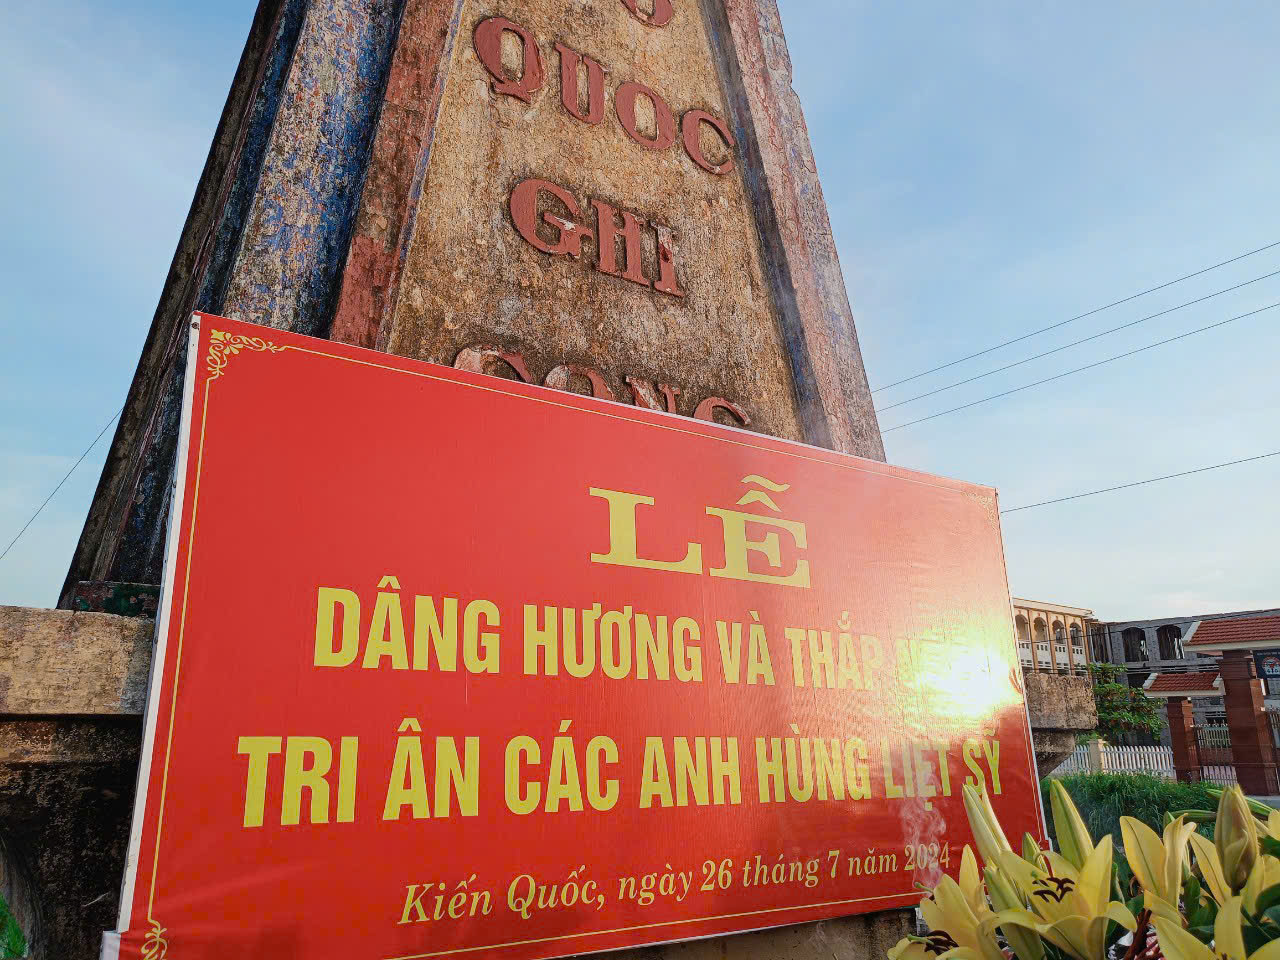 QUOC
GHI
CONG
LỄ
DÂNG HƯƠNG VÀ THẮP
TRI ÂN CÁC ANH HÙNG LIỆT SỸ
Kiến Quốc, ngày 26 tháng 7 năm 2024